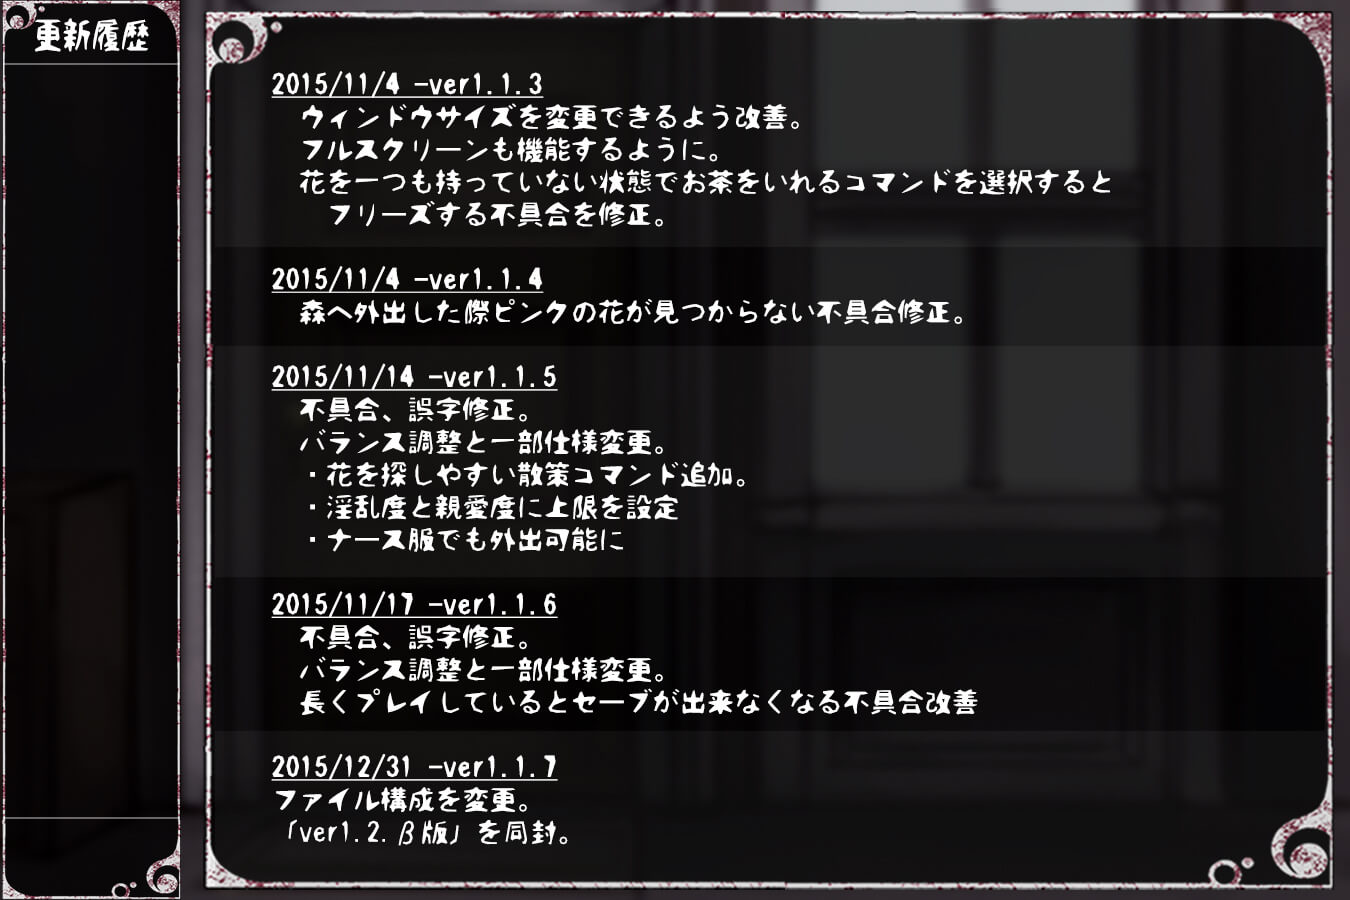 更新履歴
2015/11/4 -ver1.1.3
ウィンドウサイズを変更できるよう改善。
フルスクリーンも機能するように。
花を一つも持っていない状態でお茶をいれるコマンドを選択すると
フリーズする不具合を修正。
2015/11/4 -ver1.1.4
森へ外出した際ピンクの花が見つからない不具合修正。
2015/11/14 -ver1.1.5
不具合、誤字修正。
バランス調整と一部仕様変更。
・花を探しやすい散策コマンド追加。
・淫乱度と親愛度に上限を設定
・ナース服でも外出可能に
2015/11/17 -ver1.1.6
不具合、誤字修正。
バランス調整と一部仕様変更。
長くプレイしているとセーブが出来なくなる不具合改善
2015/12/31 -ver1.1.7
ファイル構成を変更。
「ver1.2.β版」を同封。